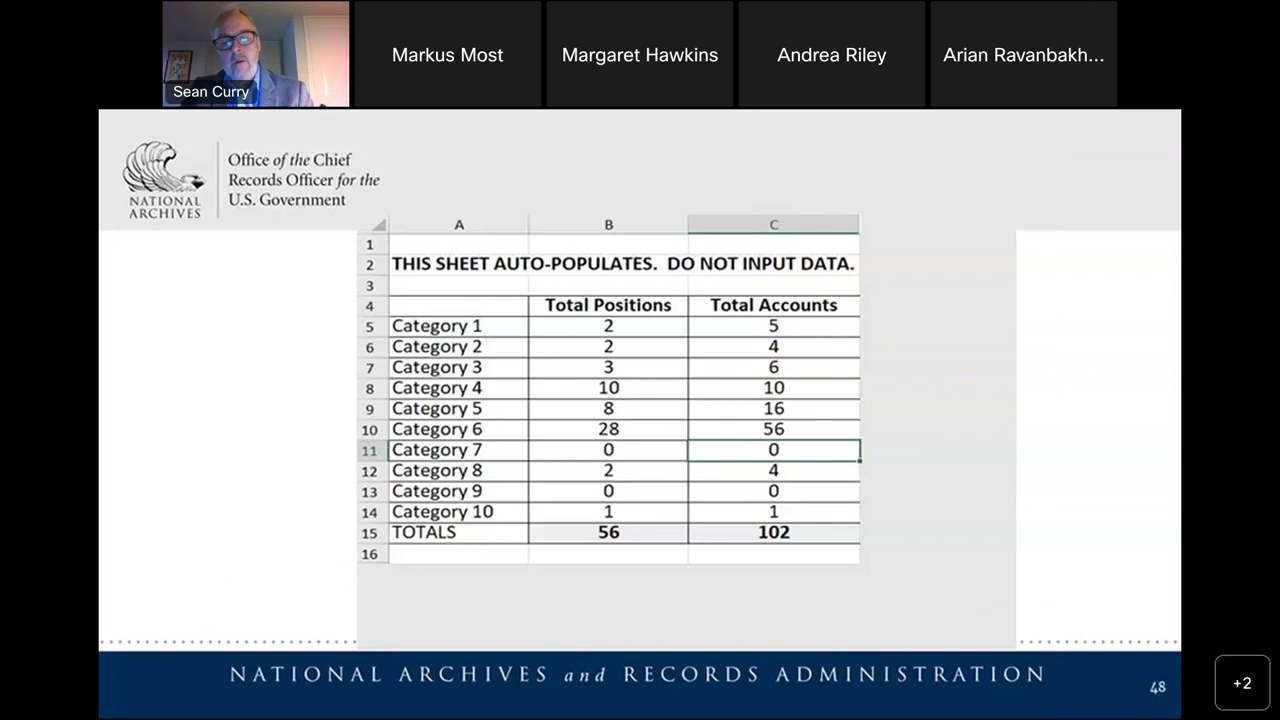 Sean Curry
Markus Most
Margaret Hawkins
Andrea Riley
Arian Ravanbakh...
NATIONAL
ARCHIVES
Office of the Chief
Records Officer for the
U.S. Government
A B C
1
2 THIS SHEET AUTO-POPULATES. DO NOT INPUT DATA.
3
4 Total Positions Total Accounts
5 Category 1 2 5
6 Category 2 2 4
7 Category 3 3 6
8 Category 4 10 10
9 Category 5 8 16
10 Category 6 28 56
11 Category 7 0 0
12 Category 8 2 4
13 Category 9 0 0
14 Category 10 1 1
15 TOTALS 56 102
16
NATIONAL ARCHIVES and RECORDS ADMINISTRATION
48
+2